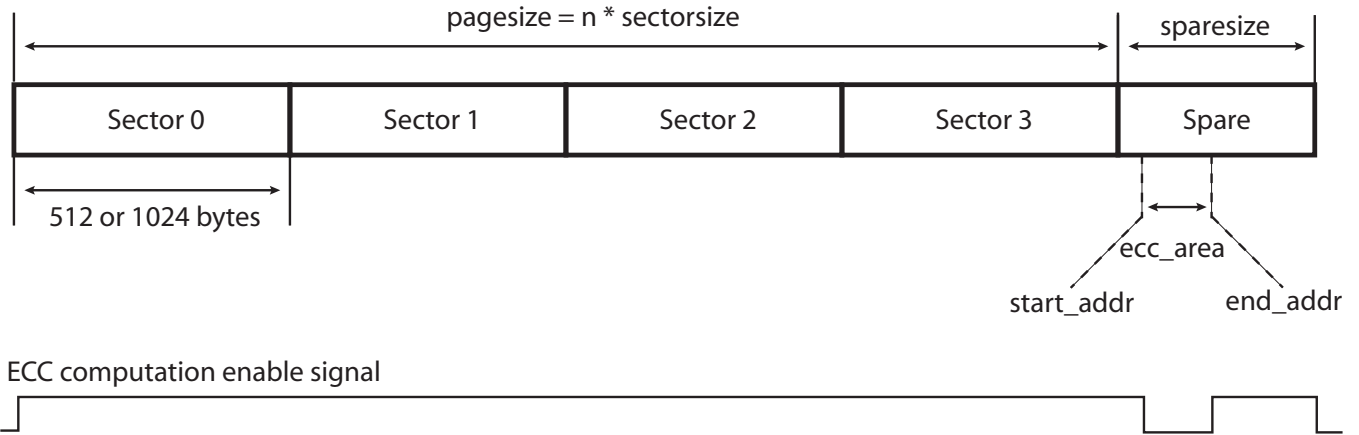 pagesize = n * sectorsize
sparesize
Sector 0
Sector 1
Sector 2
Sector 3
Spare
512 or 1024 bytes
ecc_area
start_addr
end_addr
ECC computation enable signal